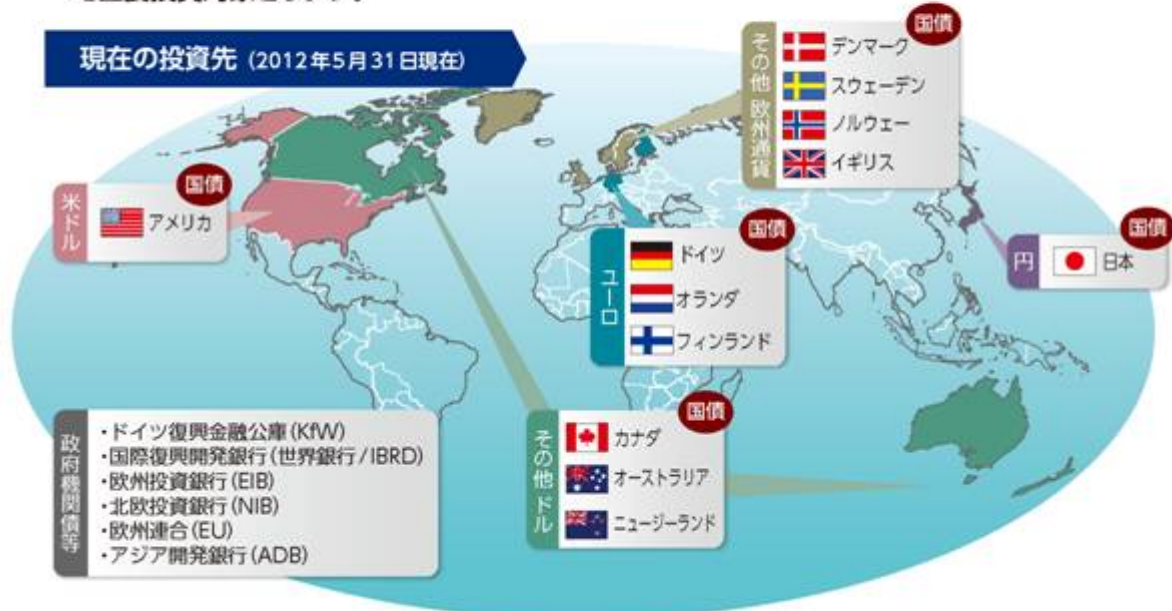 現在の投資先 (2012年5月31日現在)
国債
その他 欧州通貨
デンマーク
スウェーデン
ノルウェー
イギリス
国債
米ドル
アメリカ
国債
ユーロ
ドイツ
オランダ
フィンランド
国債
円
日本
政府機関債等
・ドイツ復興金融公庫(KfW)
・国際復興開発銀行(世界銀行/IBRD)
・欧州投資銀行(EIB)
・北欧投資銀行(NIB)
・欧州連合(EU)
・アジア開発銀行(ADB)
国債
その他ドル
カナダ
オーストラリア
ニュージーランド